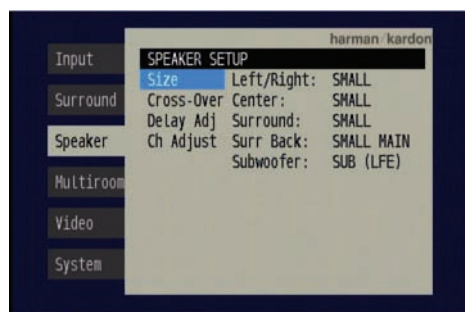 harman/kardon
Input
Surround
Speaker
Multiroom
Video
System
SPEAKER SETUP
Size Left/Right: SMALL
Cross-Over Center: SMALL
Delay Adj Surround: SMALL
Ch Adjust Surr Back: SMALL MAIN
Subwoofer: SUB (LFE)